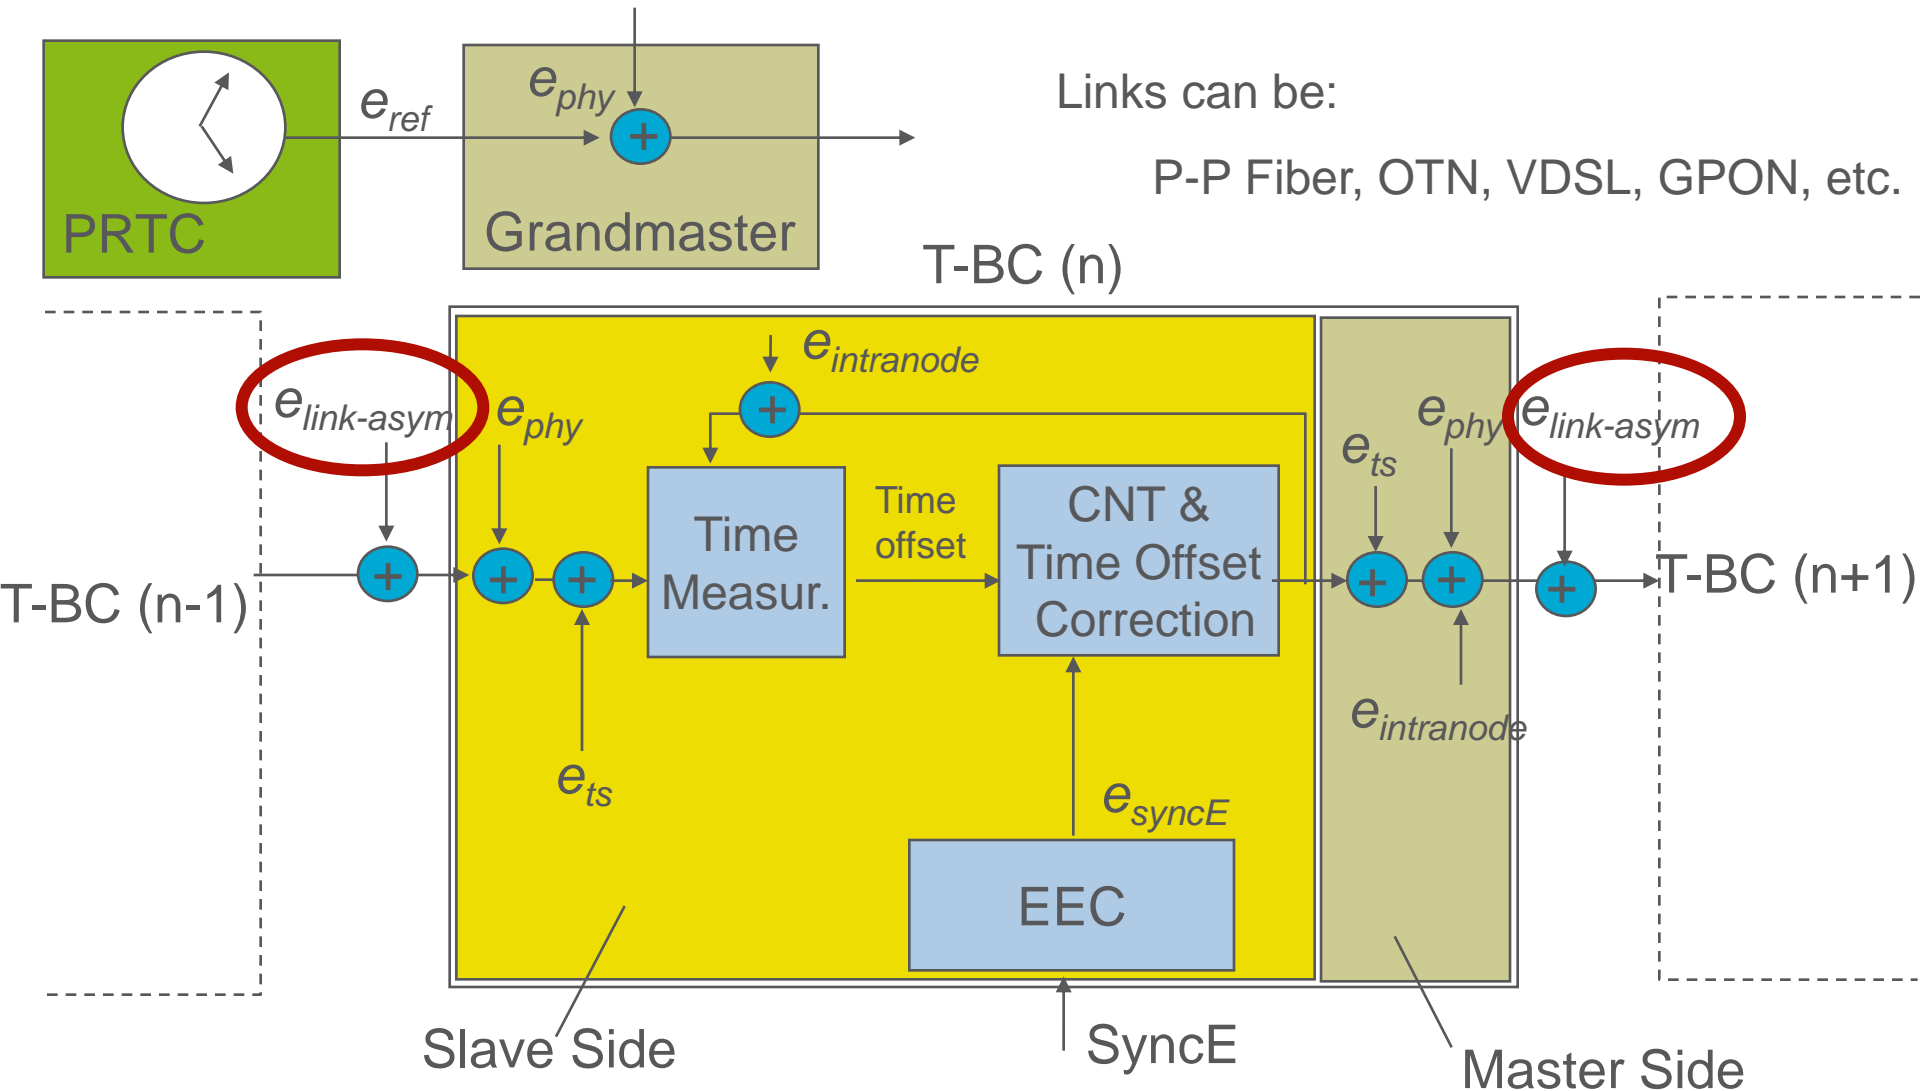 e_ref
e_phy
+
Links can be:
P-P Fiber, OTN, VDSL, GPON, etc.
PRTC
Grandmaster
T-BC (n)
e_intranode
+
e_link-asym
e_phy
e_phy
e_link-asym
e_ts
Time
Measur.
Time
offset
CNT &
Time Offset
Correction
T-BC (n-1)
+
+
+
+
+
+
T-BC (n+1)
e_intranode
e_ts
e_syncE
EEC
Slave Side
SyncE
Master Side